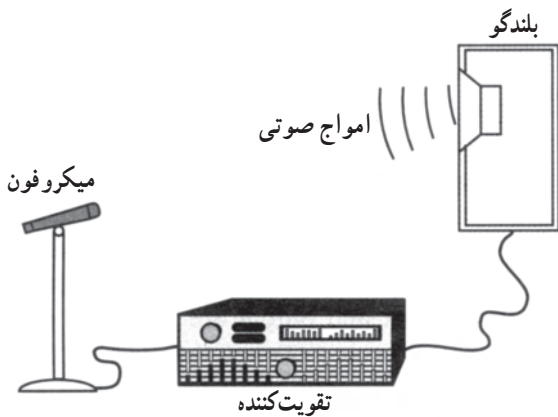 بلندگو
امواج صوتی
میکروفون
تقویت‌کننده